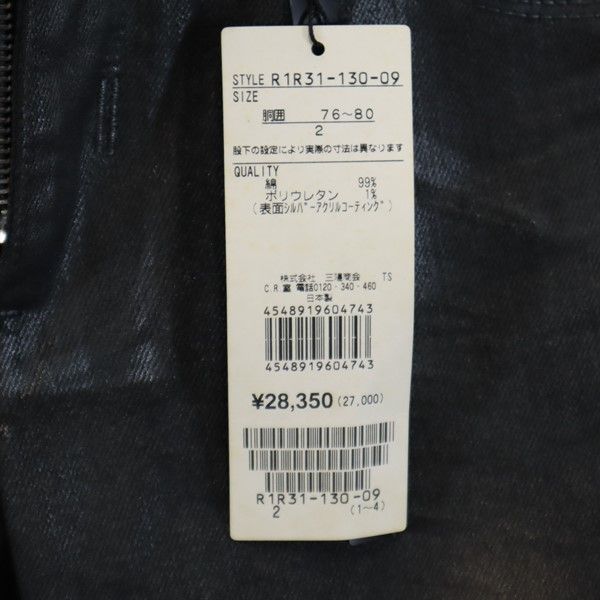 STYLE R1R31-130-09
SIZE
胴囲 76~80
2
股下の設定により実際の寸法は異なります
QUALITY
綿 99%
ポリウレタン 1%
(表面シルバーアクリルコーティング)
株式会社 三陽商会 TS
C.R.室 電話0120-340-460
日本製
4548919604743
4548919604743
¥28,350 (27,000)
R1R31-130-09
2 (1~4)